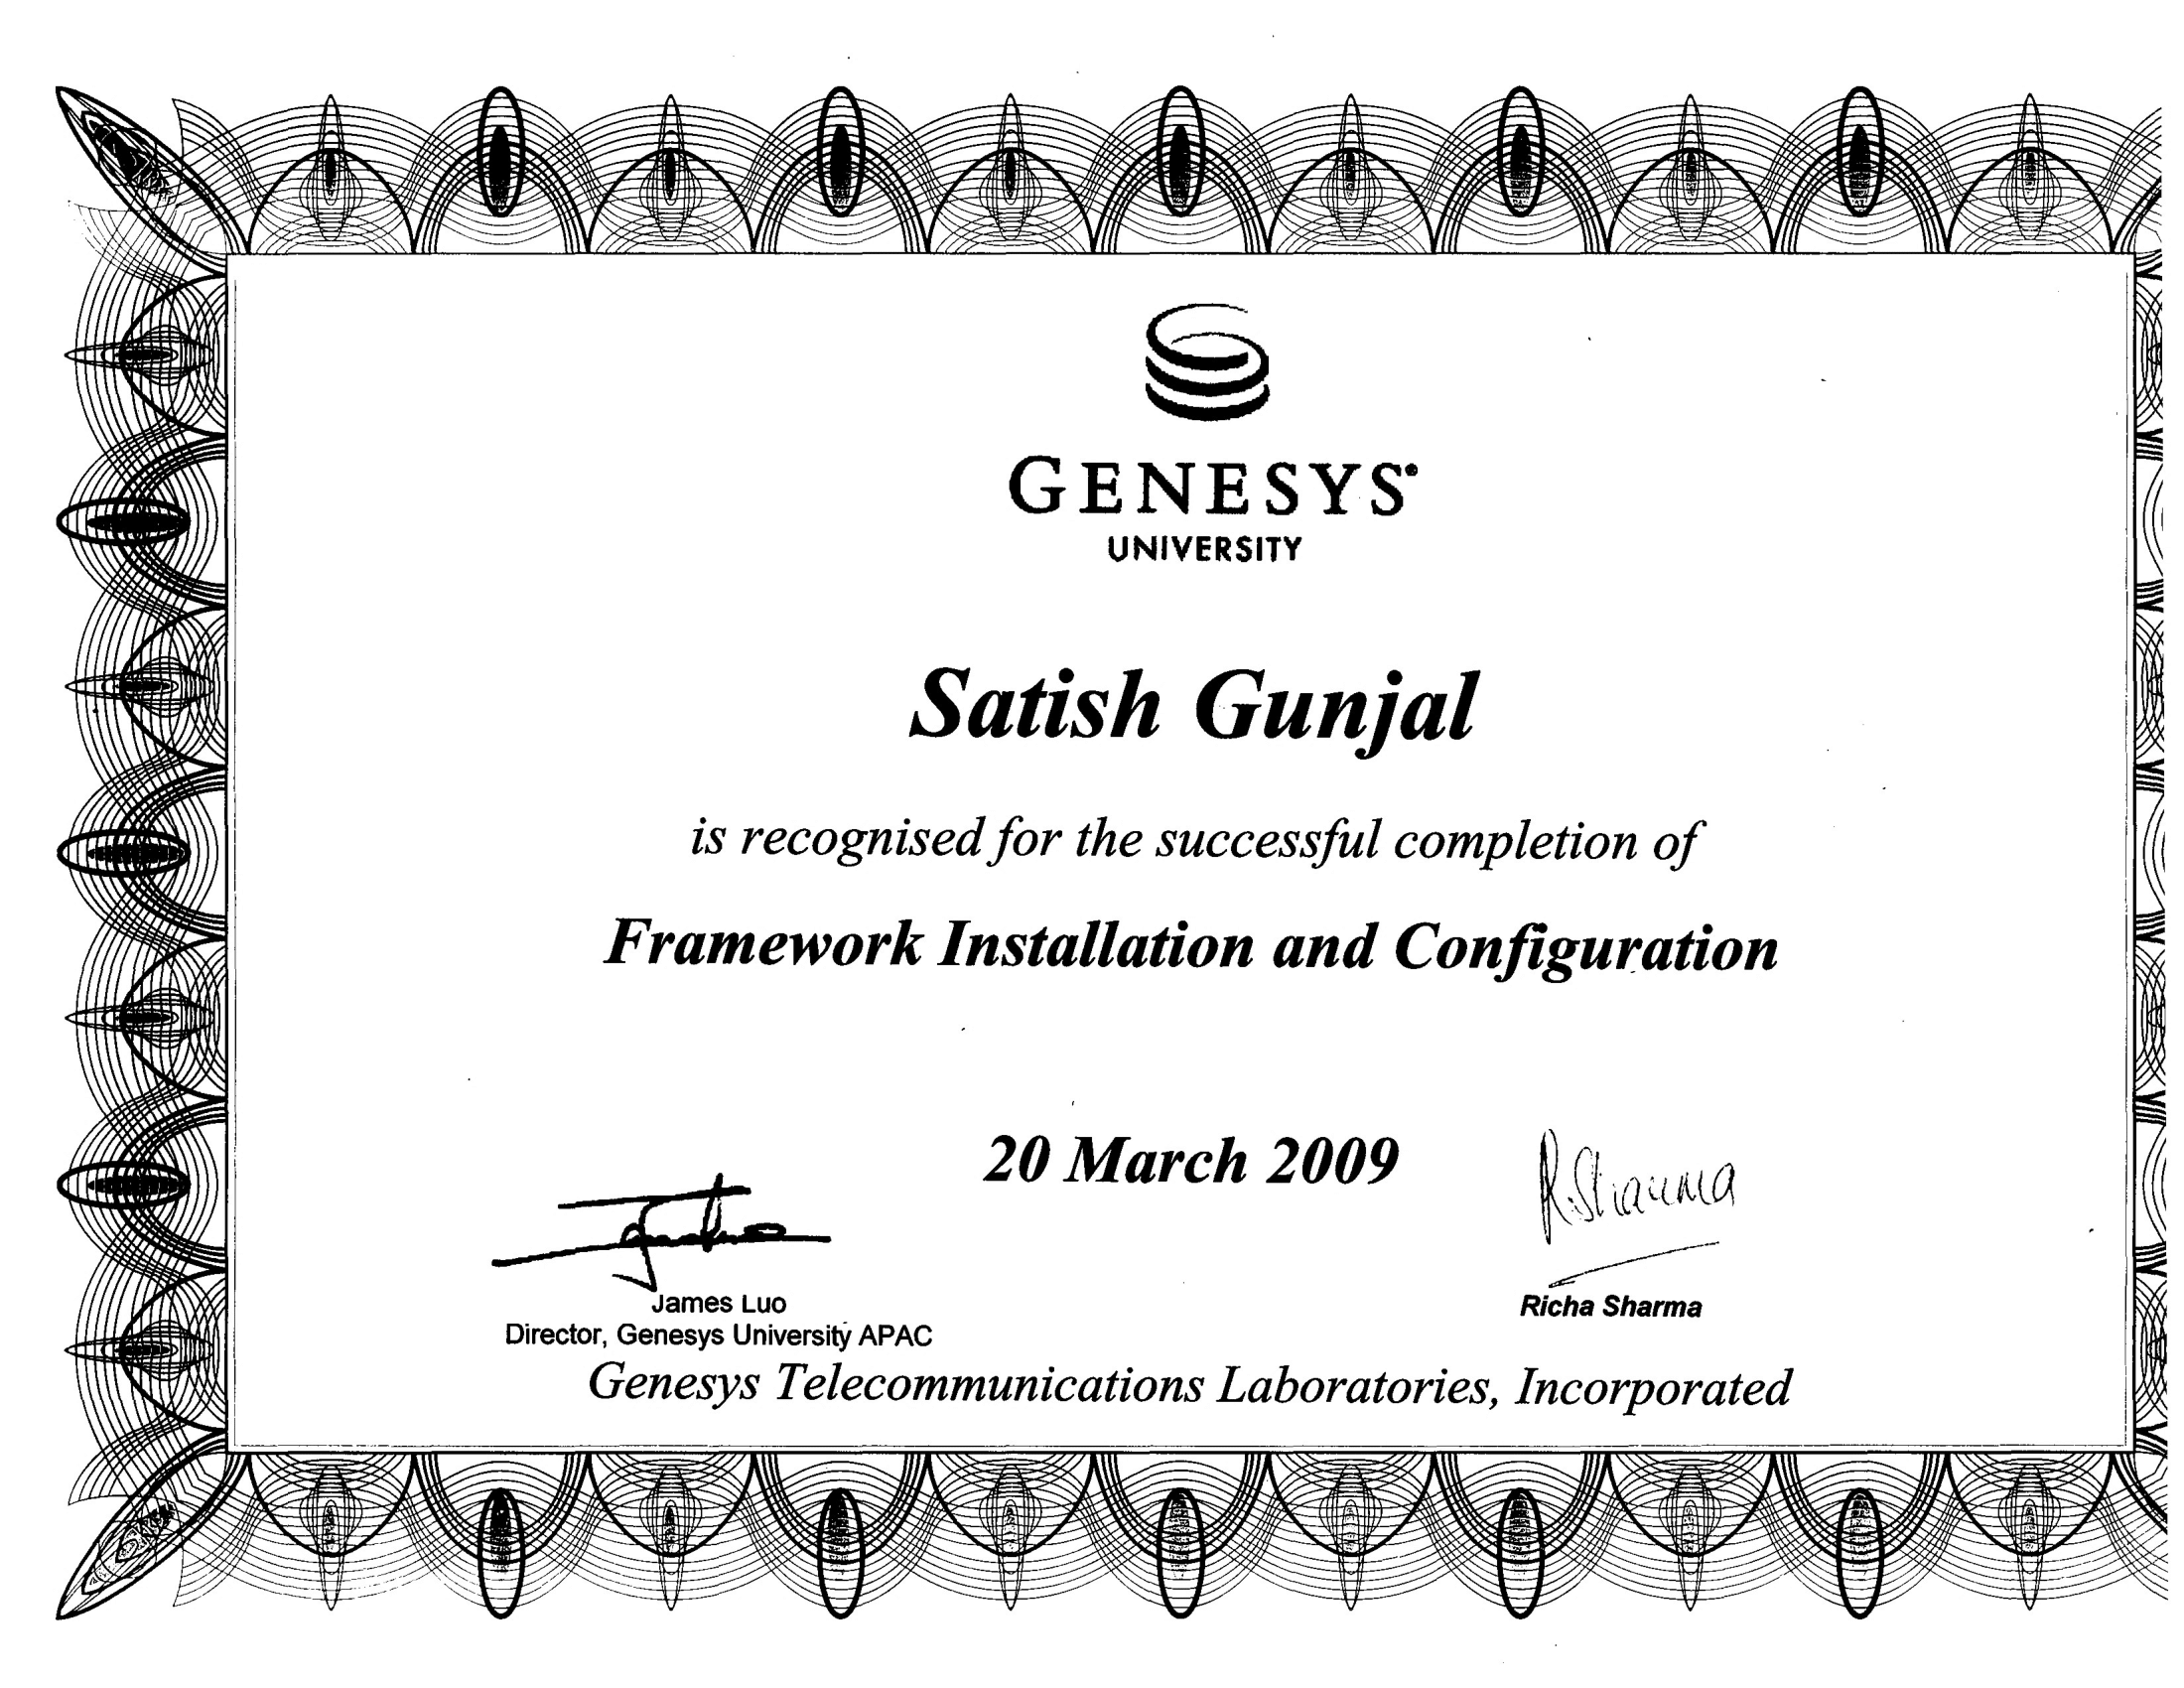 GENESYS®
UNIVERSITY
Satish Gunjal
is recognised for the successful completion of
Framework Installation and Configuration
20 March 2009
R.Sharma
James Luo
Richa Sharma
Director, Genesys University APAC
Genesys Telecommunications Laboratories, Incorporated